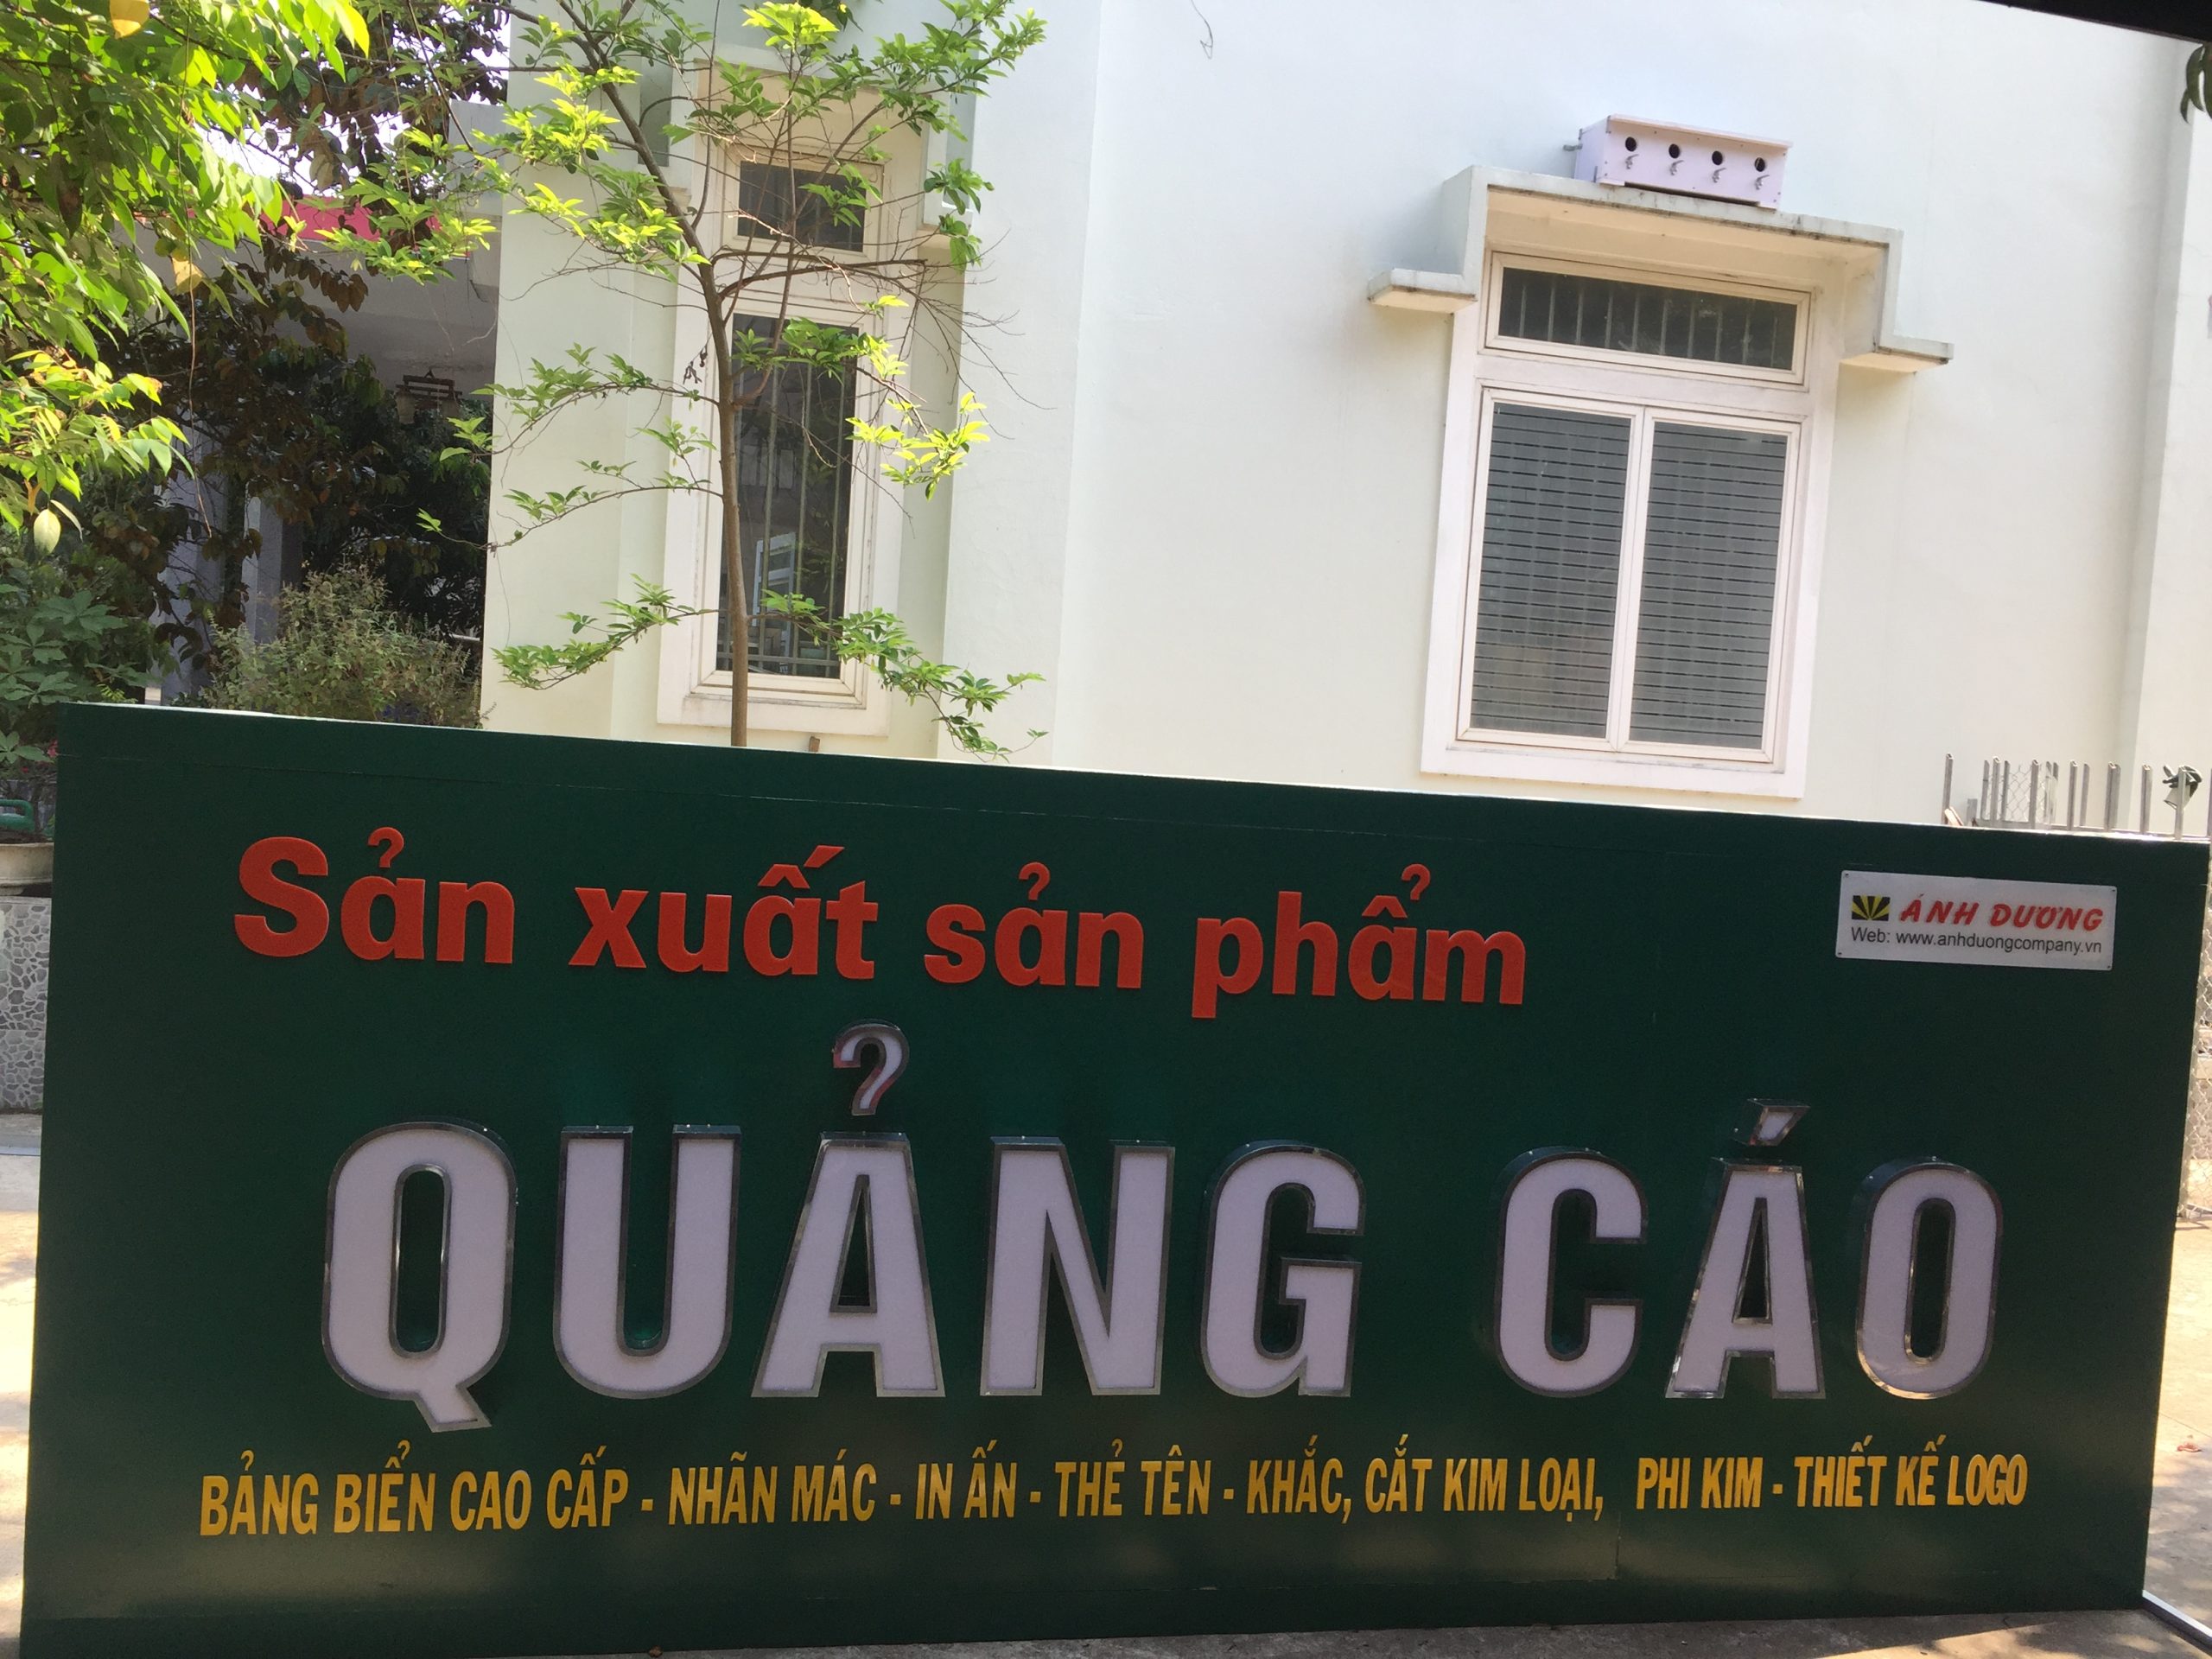 Sản xuất sản phẩm
ÁNH DƯƠNG
Web: www.anhduongcompany.vn
QUẢNG CÁO
BẢNG BIỂN CAO CẤP - NHÃN MÁC - IN ẤN - THẺ TÊN - KHẮC, CẮT KIM LOẠI, PHI KIM - THIẾT KẾ LOGO